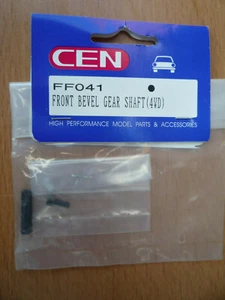 CEN
FF041
FRONT BEVEL GEAR SHAFT(4WD)
HIGH PERFORMANCE MODEL PARTS & ACCESSORIES